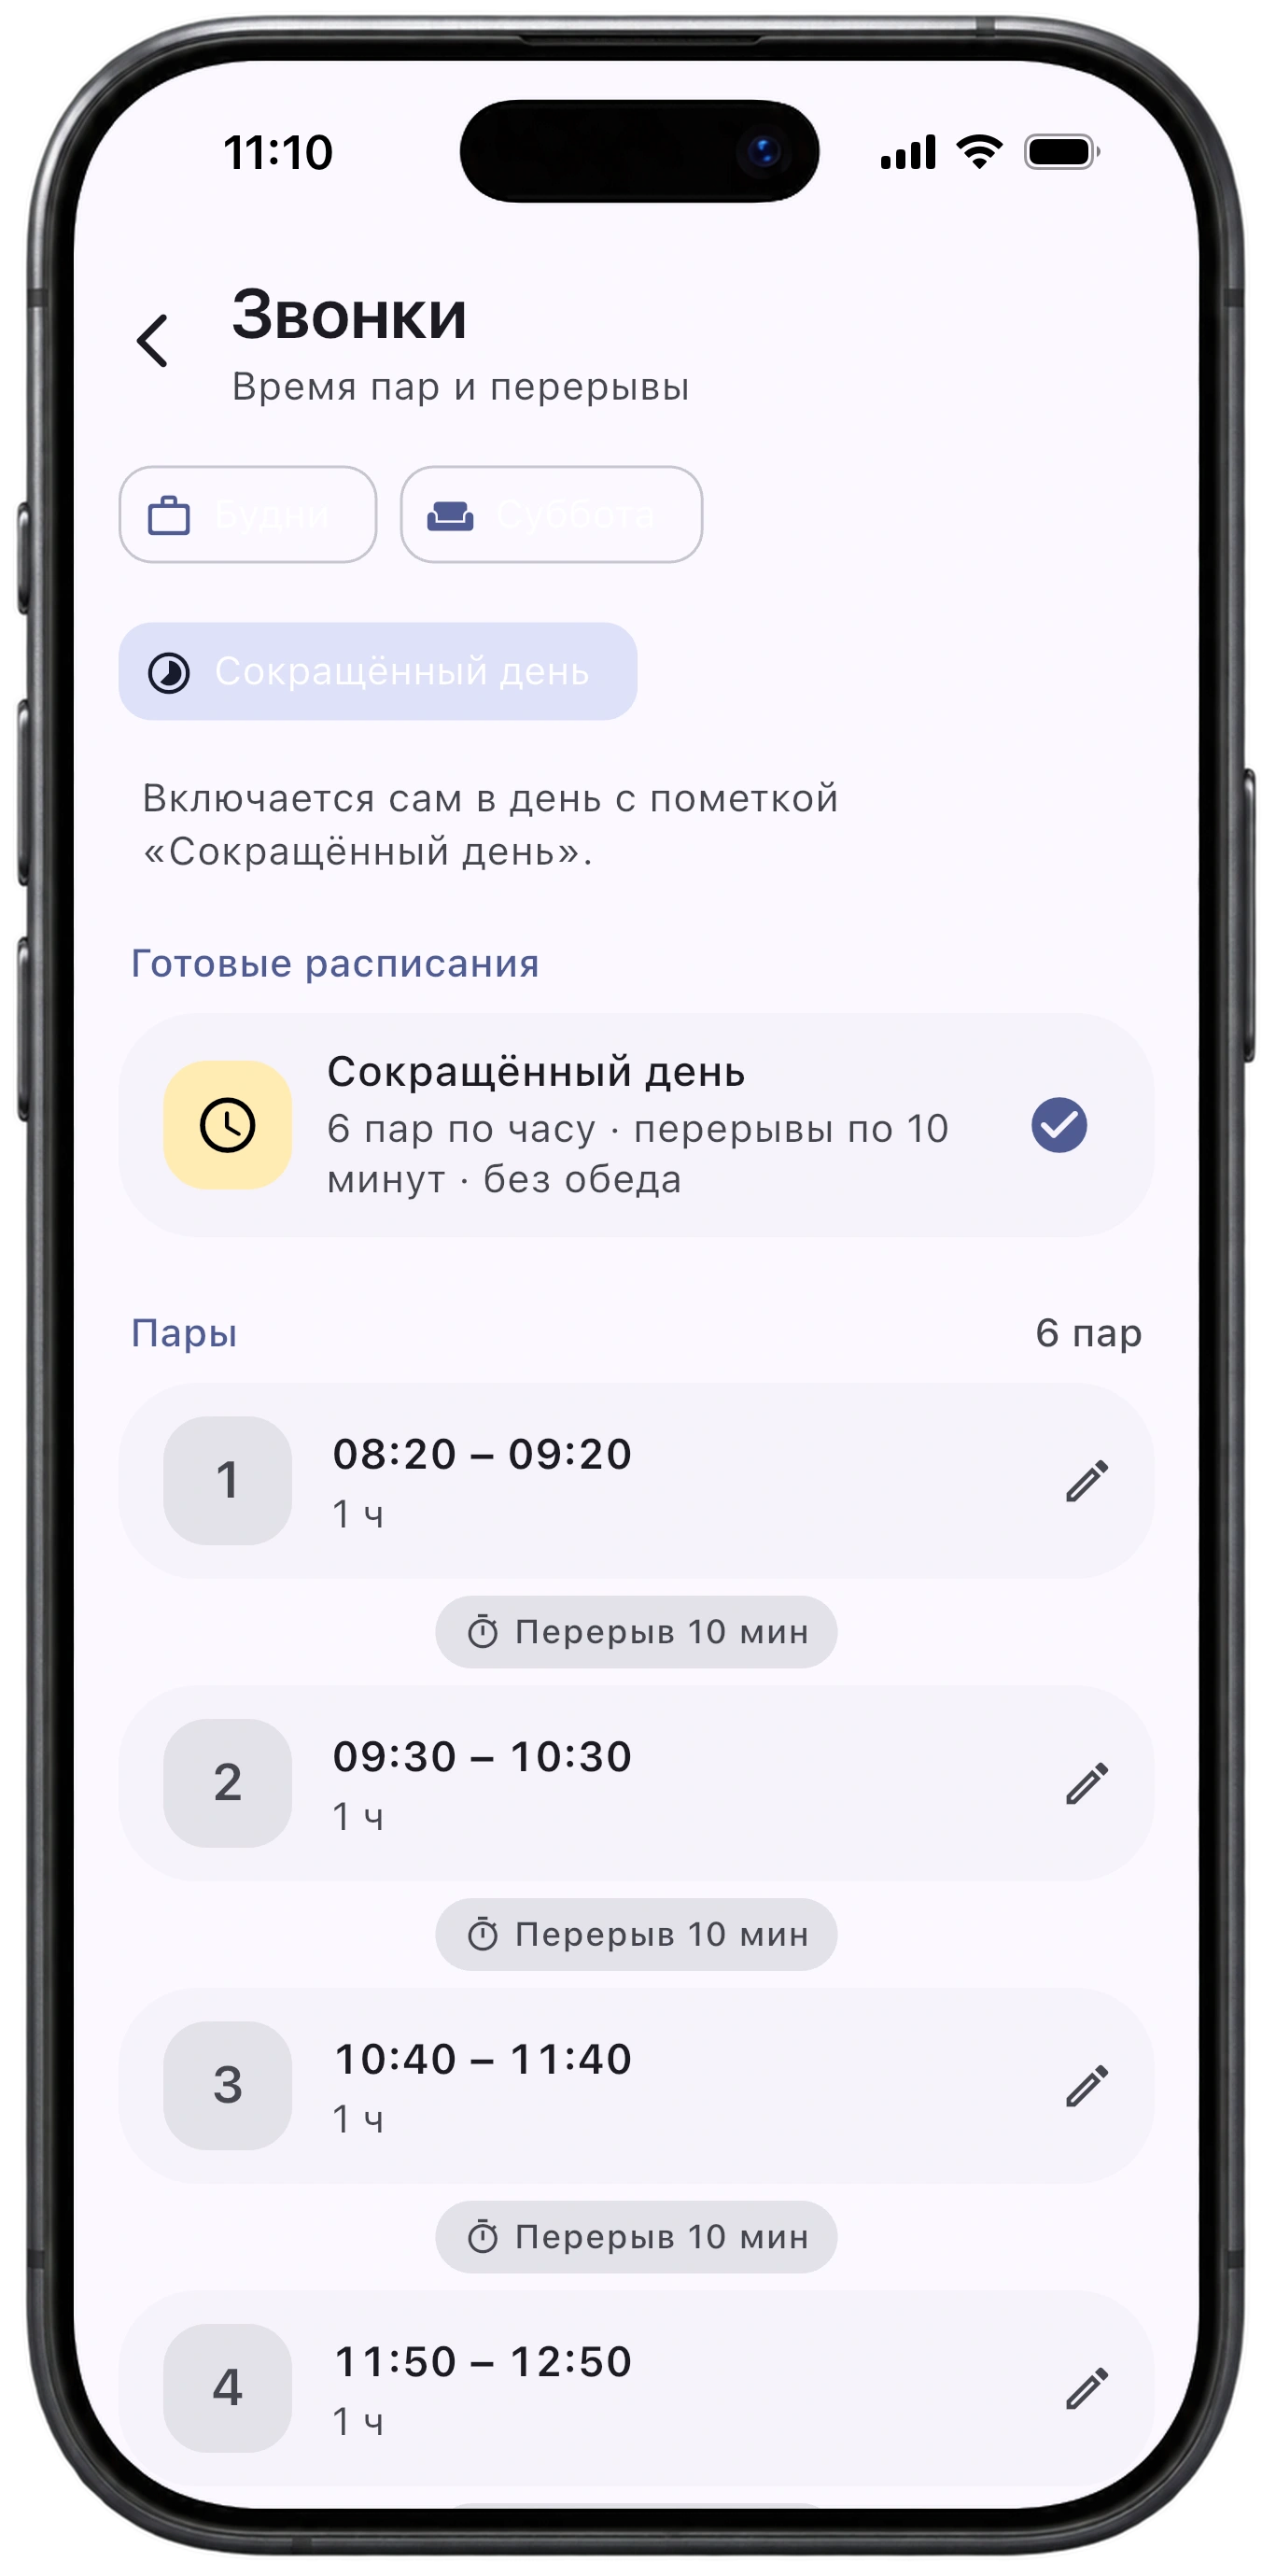 11:10
Звонки
Время пар и перерывы
Будни
Суббота
Сокращённый день
Включается сам в день с пометкой
«Сокращённый день».
Готовые расписания
Сокращённый день
6 пар по часу · перерывы по 10
минут · без обеда
Пары
6 пар
1
08:20 – 09:20
1 ч
Перерыв 10 мин
2
09:30 – 10:30
1 ч
Перерыв 10 мин
3
10:40 – 11:40
1 ч
Перерыв 10 мин
4
11:50 – 12:50
1 ч